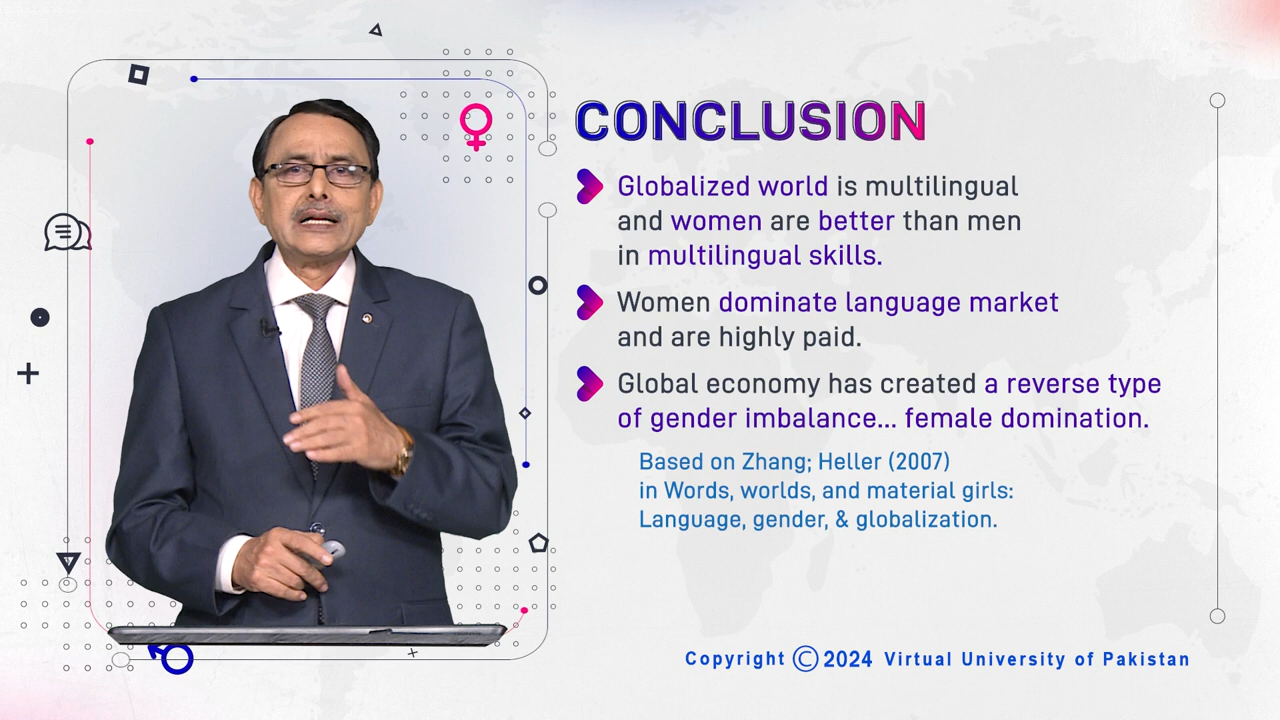 CONCLUSION
Globalized world is multilingual
and women are better than men
in multilingual skills.
Women dominate language market
and are highly paid.
Global economy has created a reverse type
of gender imbalance... female domination.
Based on Zhang; Heller (2007)
in Words, worlds, and material girls:
Language, gender, & globalization.
Copyright © 2024 Virtual University of Pakistan